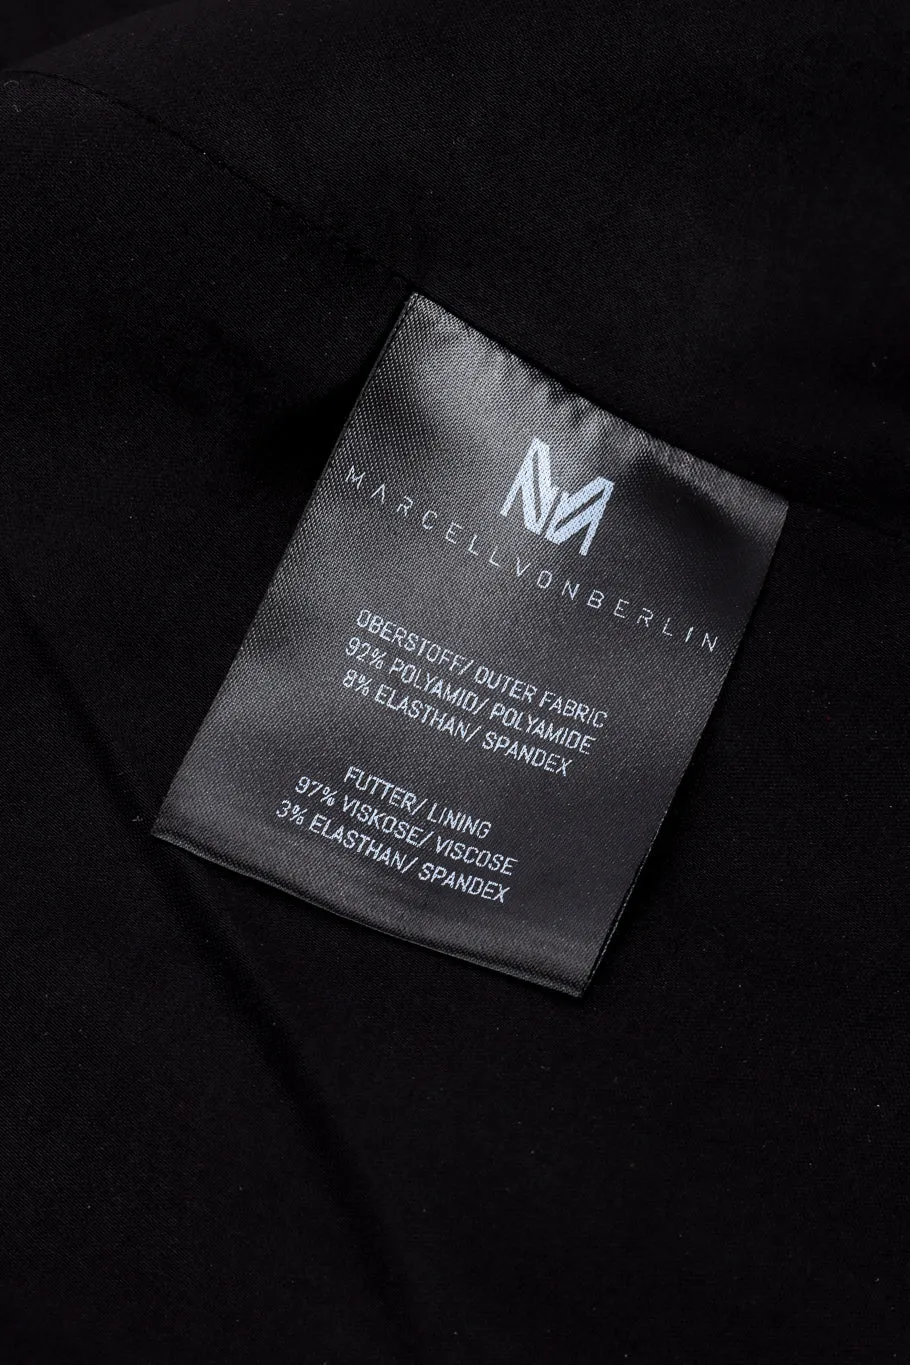 MARCELLVONBERLIN
OBERSTOFF/ OUTER FABRIC
92% POLYAMID/ POLYAMIDE
8% ELASTHAN/ SPANDEX
FUTTER/ LINING
97% VISKOSE/ VISCOSE
3% ELASTHAN/ SPANDEX